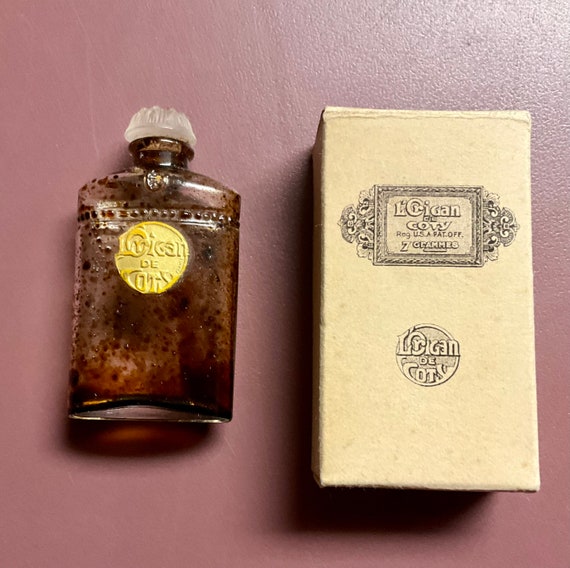 L'Origan
DE
COTY
L'Origan
DE
COTY
Reg. U.S.A. PAT. OFF.
7 GRAMMES
L'Origan
DE
COTY